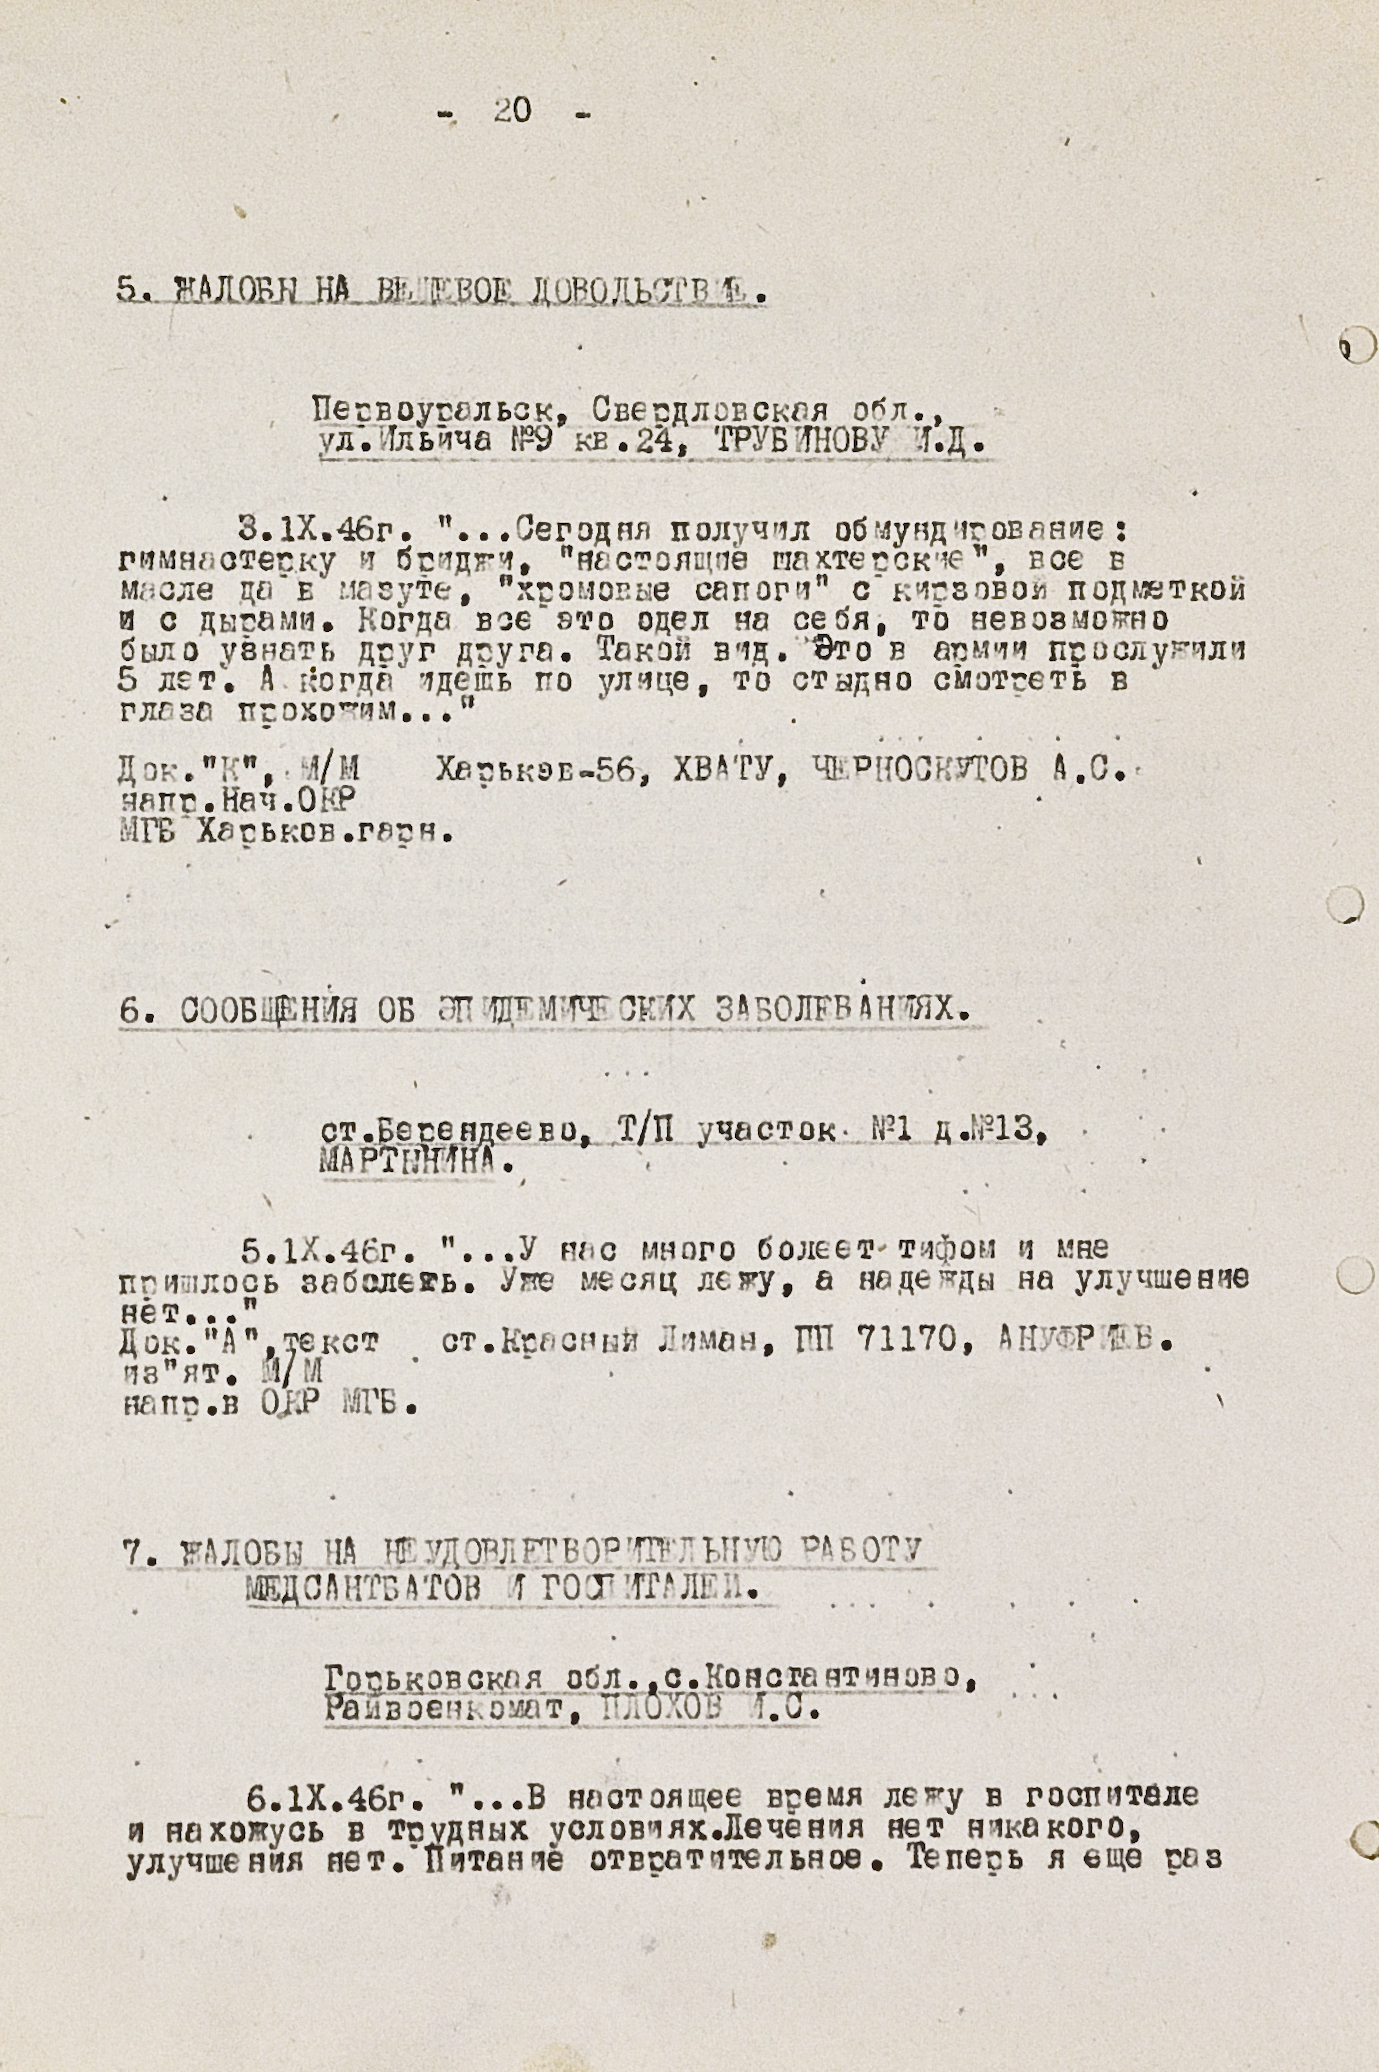 - 20 -
5. ЖАЛОБЫ НА ВЕЩЕВОЕ ДОВОЛЬСТВИЕ.
Первоуральск, Свердловская обл.,
ул.Ильича №9 кв.24, ТРУБИНОВУ И.Д.
3.1Х.46г. "...Сегодня получил обмундирование:
гимнастерку и бриджи, "настоящие шахтерские", все в
масле да в мазуте, "хромовые сапоги" с кирзовой подметкой
и с дырами. Когда все это одел на себя, то невозможно
было узнать друг друга. Такой вид. Это в армии прослужили
5 лет. А когда идешь по улице, то стыдно смотреть в
глаза прохожим..."
Док."К", М/М Харьков-56, ХВАТУ, ЧЕРНОСКУТОВ А.С.
напр.Нач.ОКР
МГБ Харьков.гарн.
6. СООБЩЕНИЯ ОБ ЭПИДЕМИЧЕСКИХ ЗАБОЛЕВАНИЯХ.
ст.Берендеево, Т/П участок №1 д.№13,
МАРТЫНИНА.
5.1Х.46г. "...У нас много болеет тифом и мне
пришлось заболеть. Уже месяц лежу, а надежды на улучшение
нет..."
Док."А",текст ст.Красный Лиман, ПП 71170, АНУФРИЕВ.
из"ят. М/М
напр.в ОКР МГБ.
7. ЖАЛОБЫ НА НЕУДОВЛЕТВОРИТЕЛЬНУЮ РАБОТУ
МЕДСАНТБАТОВ И ГОСПИТАЛЕЙ.
Горьковская обл.,с.Константиново,
Райвоенкомат, ПЛОХОВ И.С.
6.1Х.46г. "...В настоящее время лежу в госпитале
и нахожусь в трудных условиях.Лечения нет никакого,
улучшения нет. Питание отвратительное. Теперь я еще раз